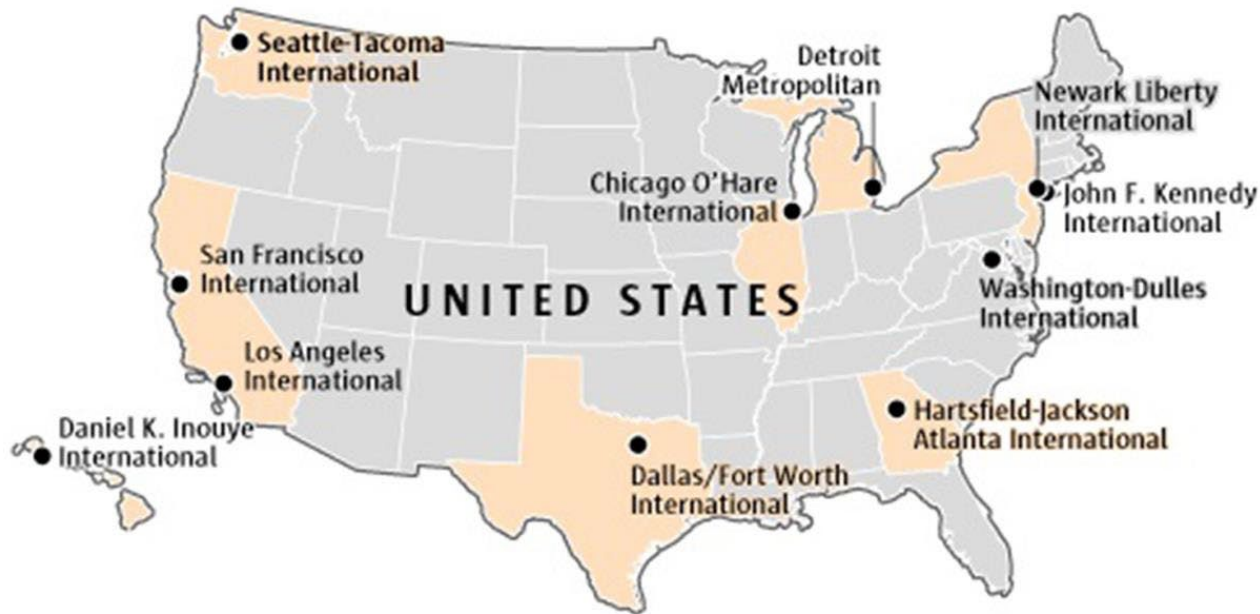 Seattle-Tacoma
International
Detroit
Metropolitan
Newark Liberty
International
Chicago O'Hare
International
John F. Kennedy
International
San Francisco
International
UNITED STATES
Washington-Dulles
International
Los Angeles
International
Daniel K. Inouye
International
Hartsfield-Jackson
Atlanta International
Dallas/Fort Worth
International